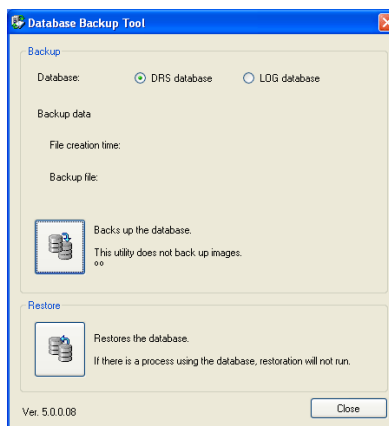 Database Backup Tool
Backup
Database: DRS database LOG database
Backup data
File creation time:
Backup file:
Backs up the database.
This utility does not back up images.
°°
Restore
Restores the database.
If there is a process using the database, restoration will not run.
Ver. 5.0.0.08 Close